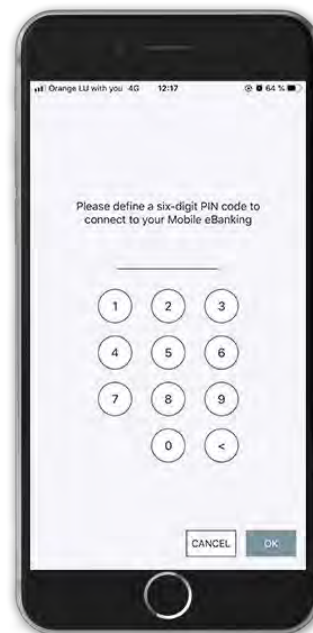 Orange LU with you 4G 12:17 64 %
Please define a six-digit PIN code to
connect to your Mobile eBanking
1 2 3
4 5 6
7 8 9
0 <
CANCEL OK